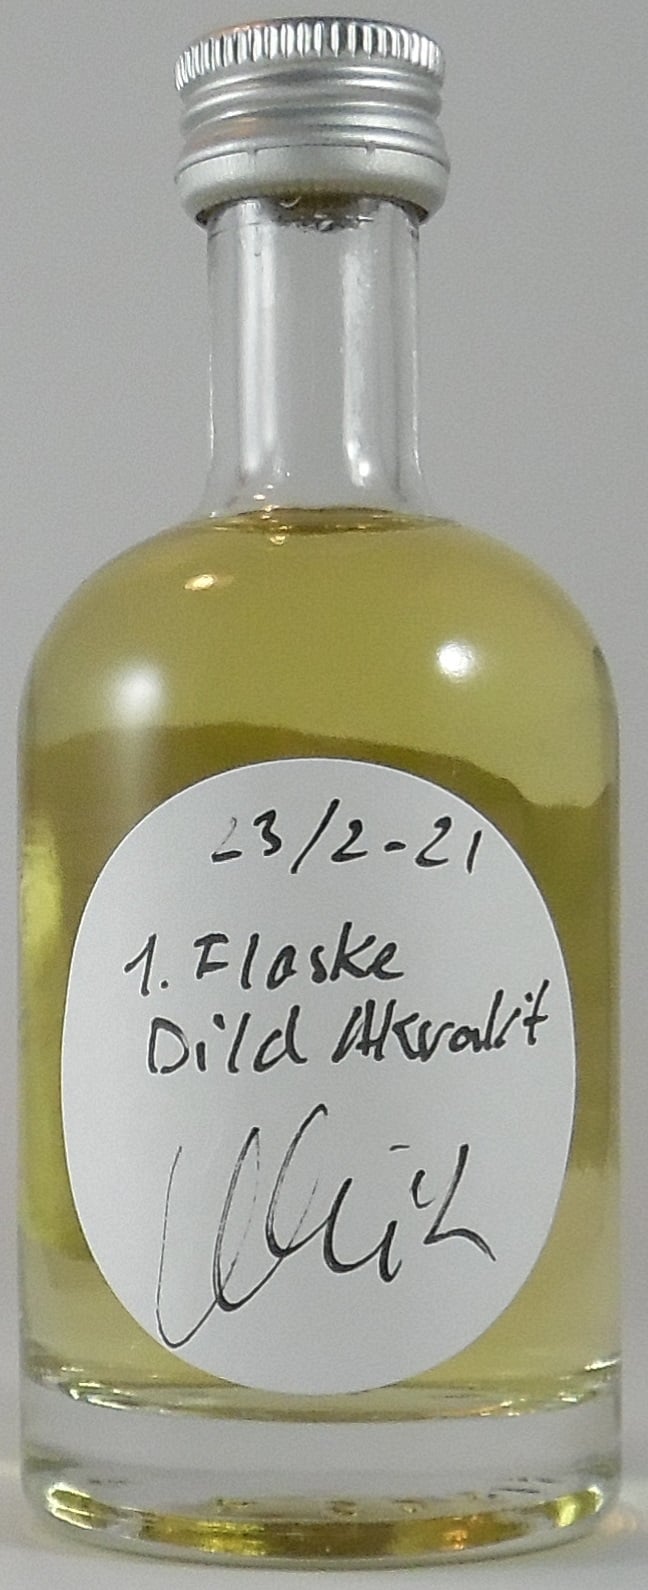 23/2-21
1. Flaske
Dild Akvavit